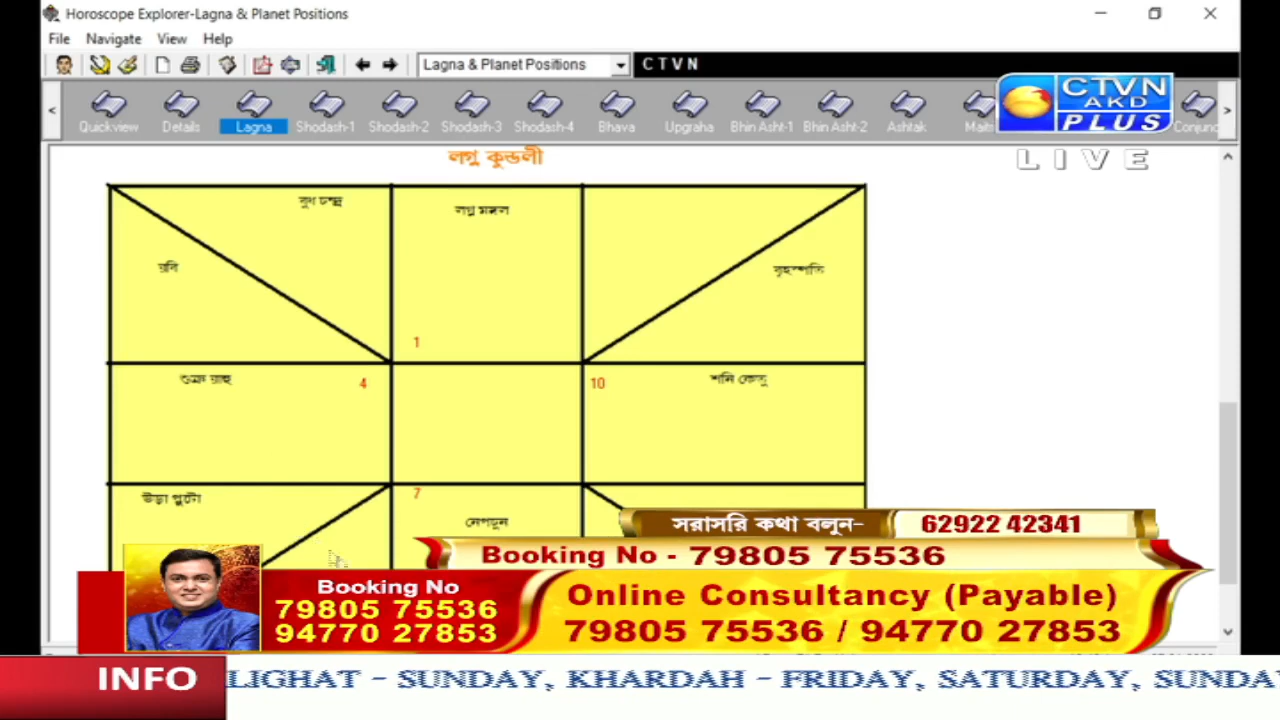 Horoscope Explorer-Lagna & Planet Positions
File Navigate View Help
Lagna & Planet Positions CTVN
Quickview Details Lagna Shodash-1 Shodash-2 Shodash-3 Shodash-4 Bhava Upgraha Bhin Asht-1 Bhin Asht-2 Ashtak
CTVN
AKD
PLUS
LIVE
লগ্ন কুন্ডলী
বুধ চন্দ্র
লগ্ন মঙ্গল
রবি
বৃহস্পতি
1
শুক্র রাহু 4
10 শনি কেতু
7
নেপচুন
সরাসরি কথা বলুন- 62922 42341
Booking No - 79805 75536
Booking No
79805 75536
94770 27853
Online Consultancy (Payable)
79805 75536 / 94770 27853
INFO LIGHAT - SUNDAY, KHARDAH - FRIDAY, SATURDAY, SUNDA